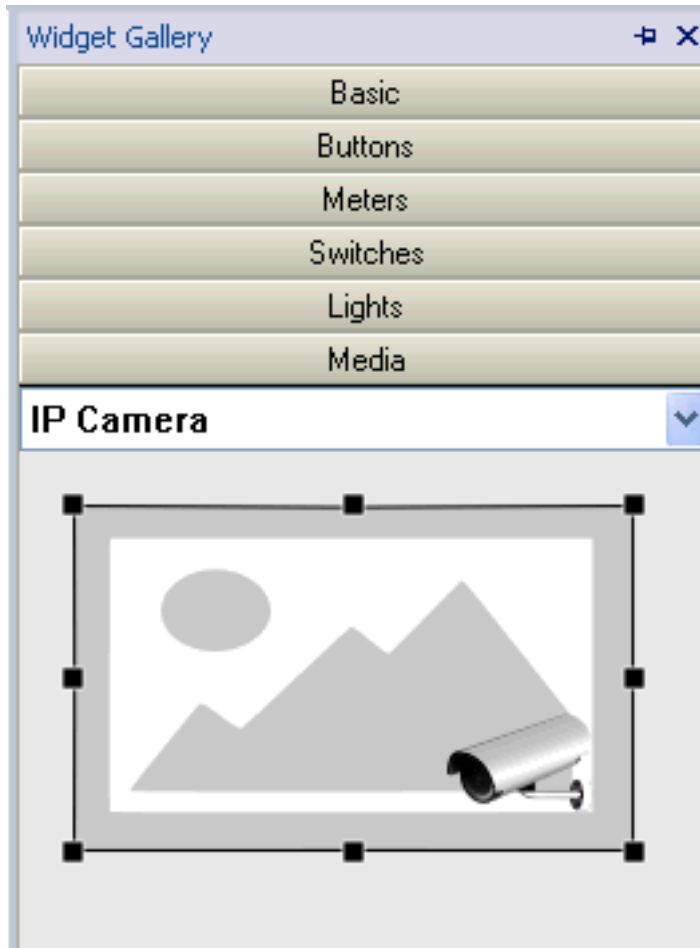 Widget Gallery
Basic
Buttons
Meters
Switches
Lights
Media
IP Camera